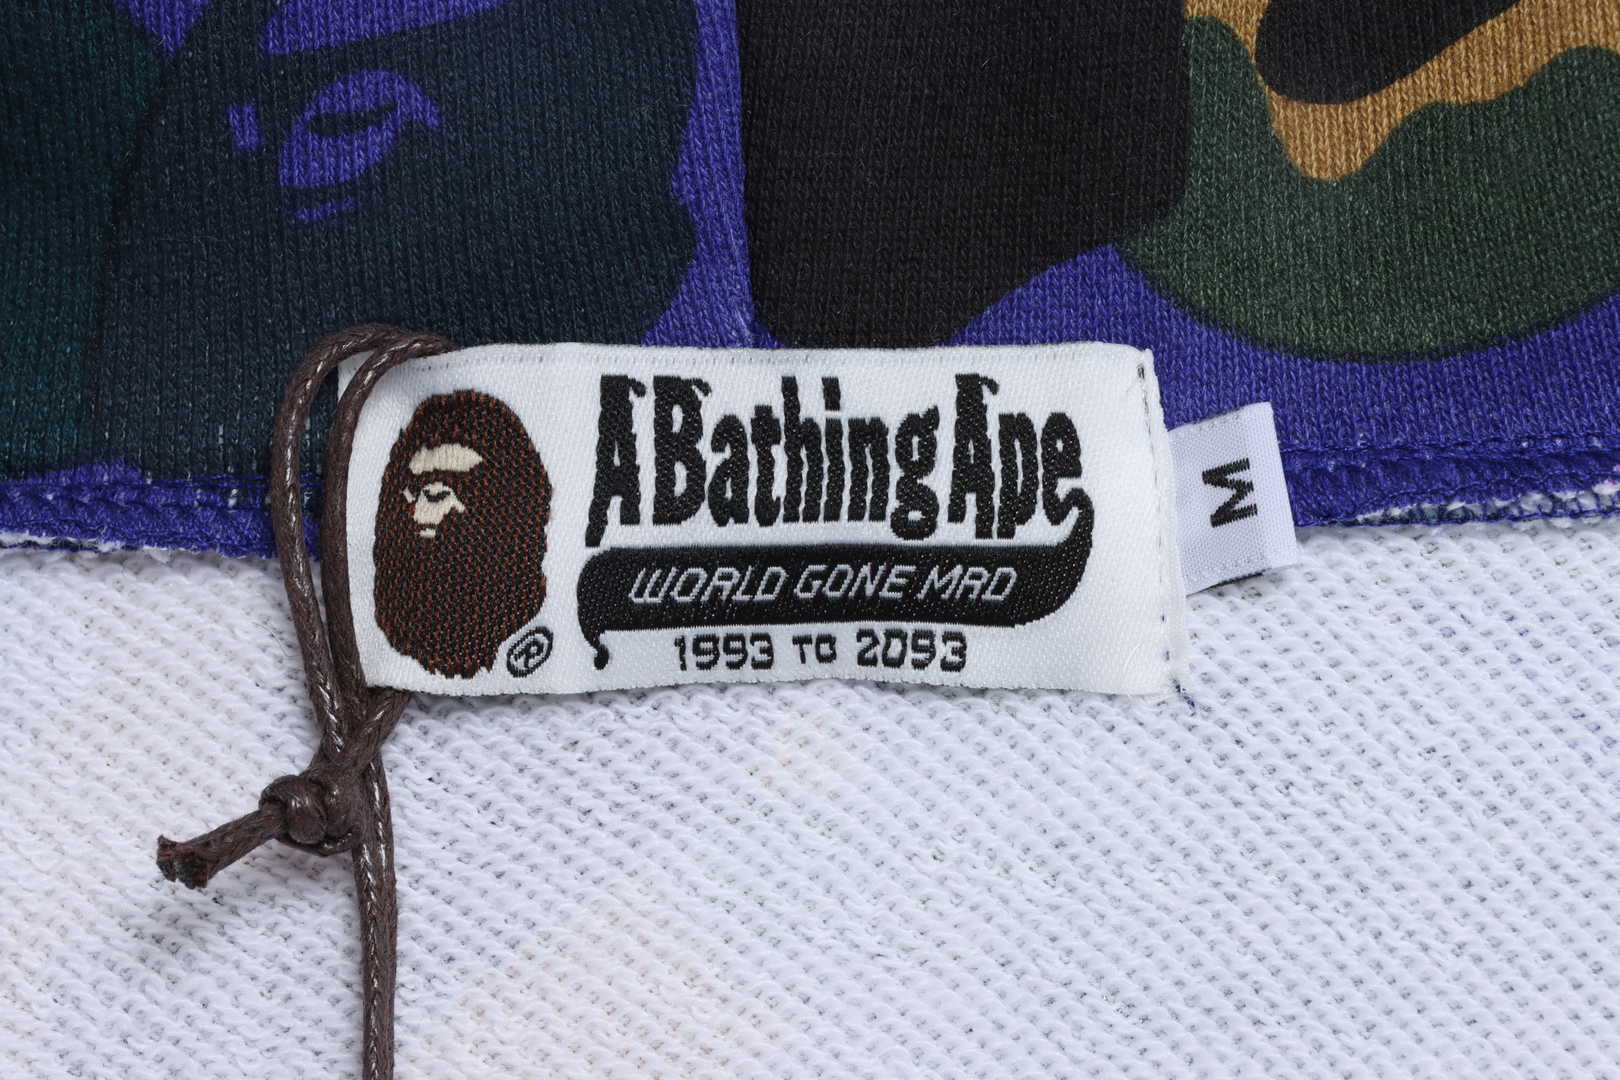 A Bathing Ape
WORLD GONE MAD
1993 TO 2093
®
M